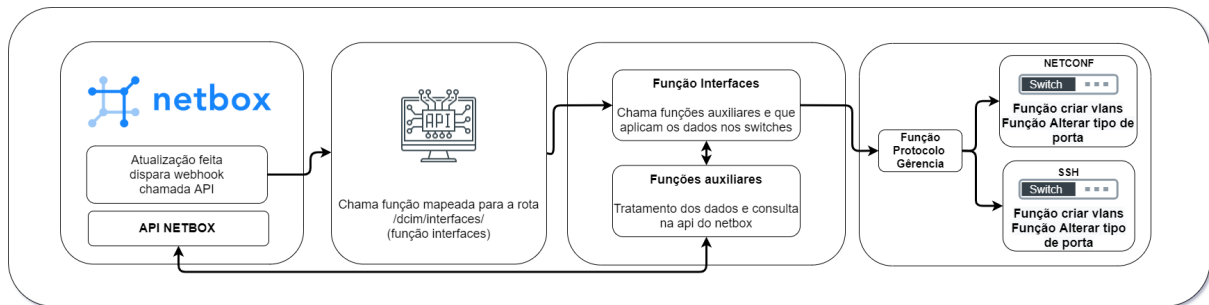 netbox
Atualização feita
dispara webhook
chamada API
API NETBOX
API
Chama função mapeada para a rota
/dcim/interfaces/
(função interfaces)
Função Interfaces
Chama funções auxiliares e que
aplicam os dados nos switches
Funções auxiliares
Tratamento dos dados e consulta
na api do netbox
Função
Protocolo
Gêrencia
NETCONF
Switch
Função criar vlans
Função Alterar tipo de
porta
SSH
Switch
Função criar vlans
Função Alterar tipo
de porta